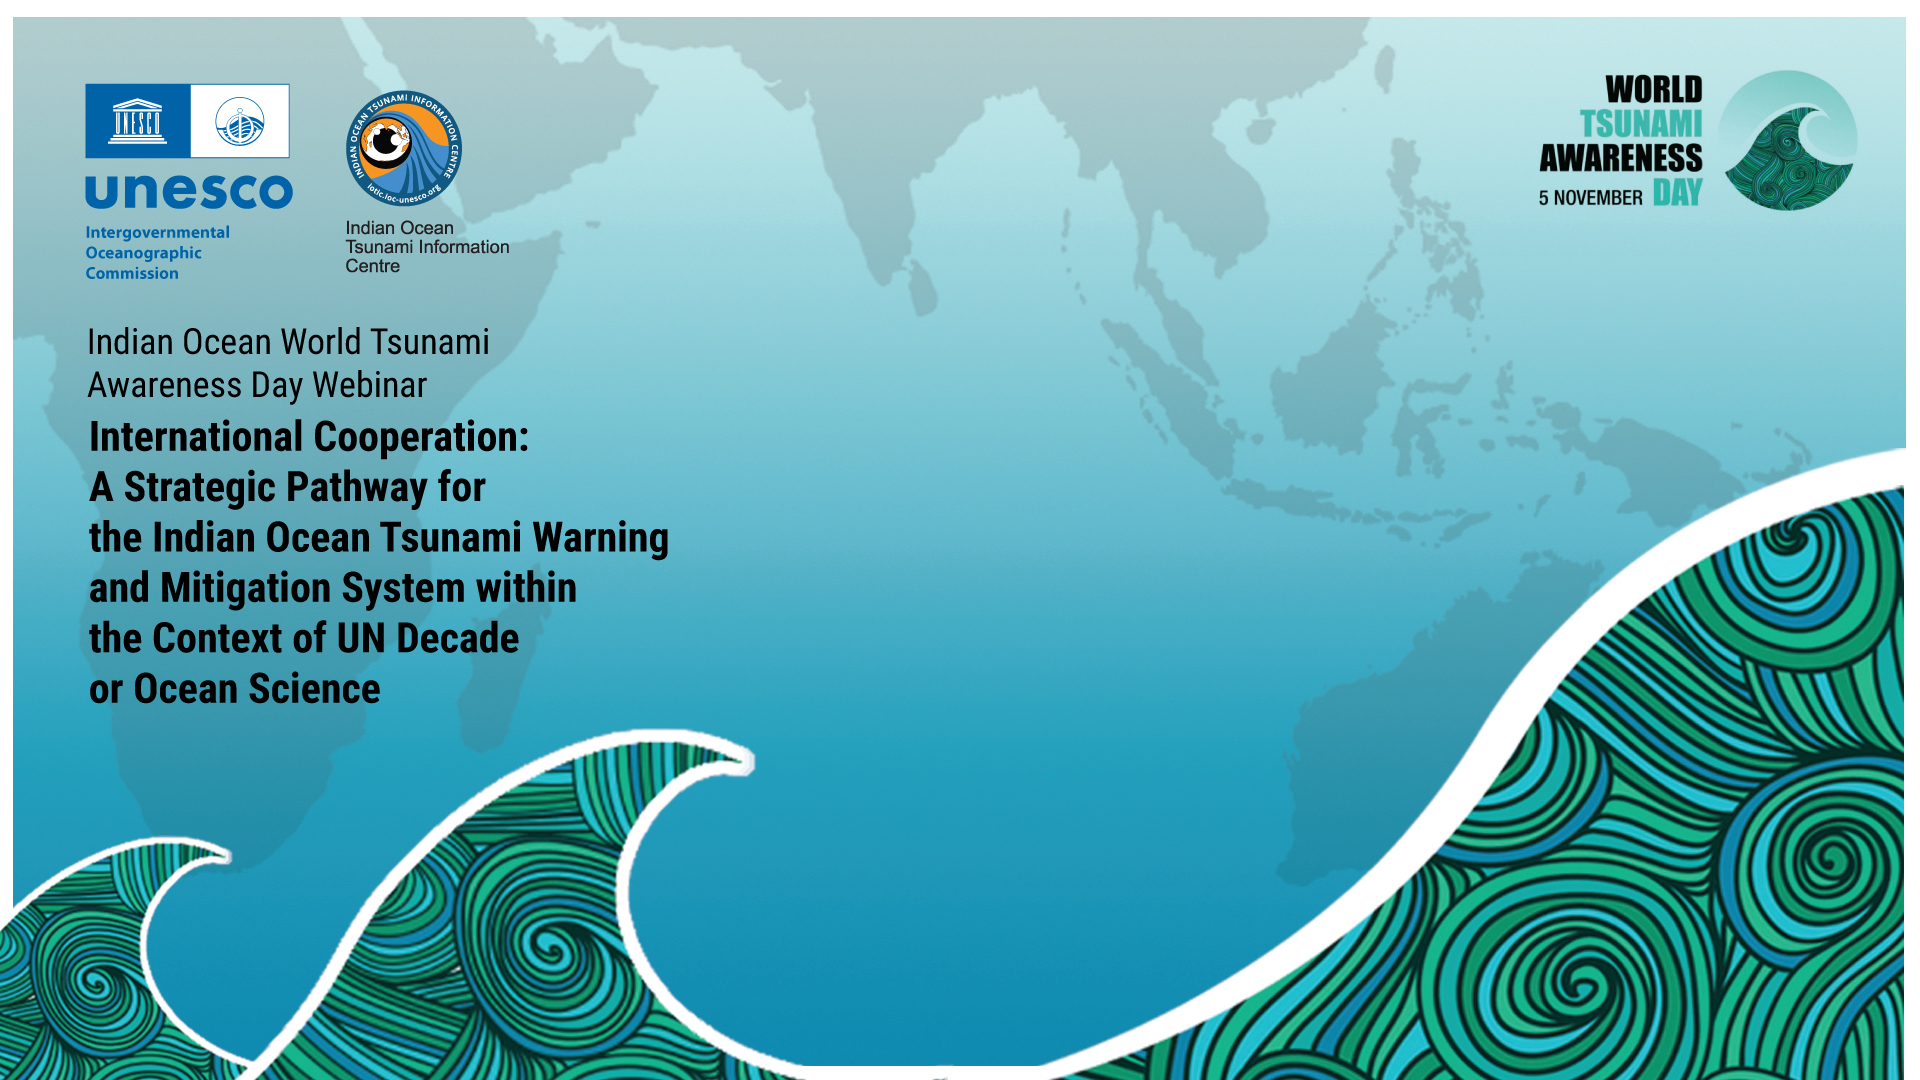 UNESCO
unesco
Intergovernmental
Oceanographic
Commission
INDIAN OCEAN TSUNAMI INFORMATION CENTRE
iotic.ioc-unesco.org
Indian Ocean
Tsunami Information
Centre
WORLD
TSUNAMI
AWARENESS
5 NOVEMBER DAY
Indian Ocean World Tsunami
Awareness Day Webinar
International Cooperation:
A Strategic Pathway for
the Indian Ocean Tsunami Warning
and Mitigation System within
the Context of UN Decade
or Ocean Science